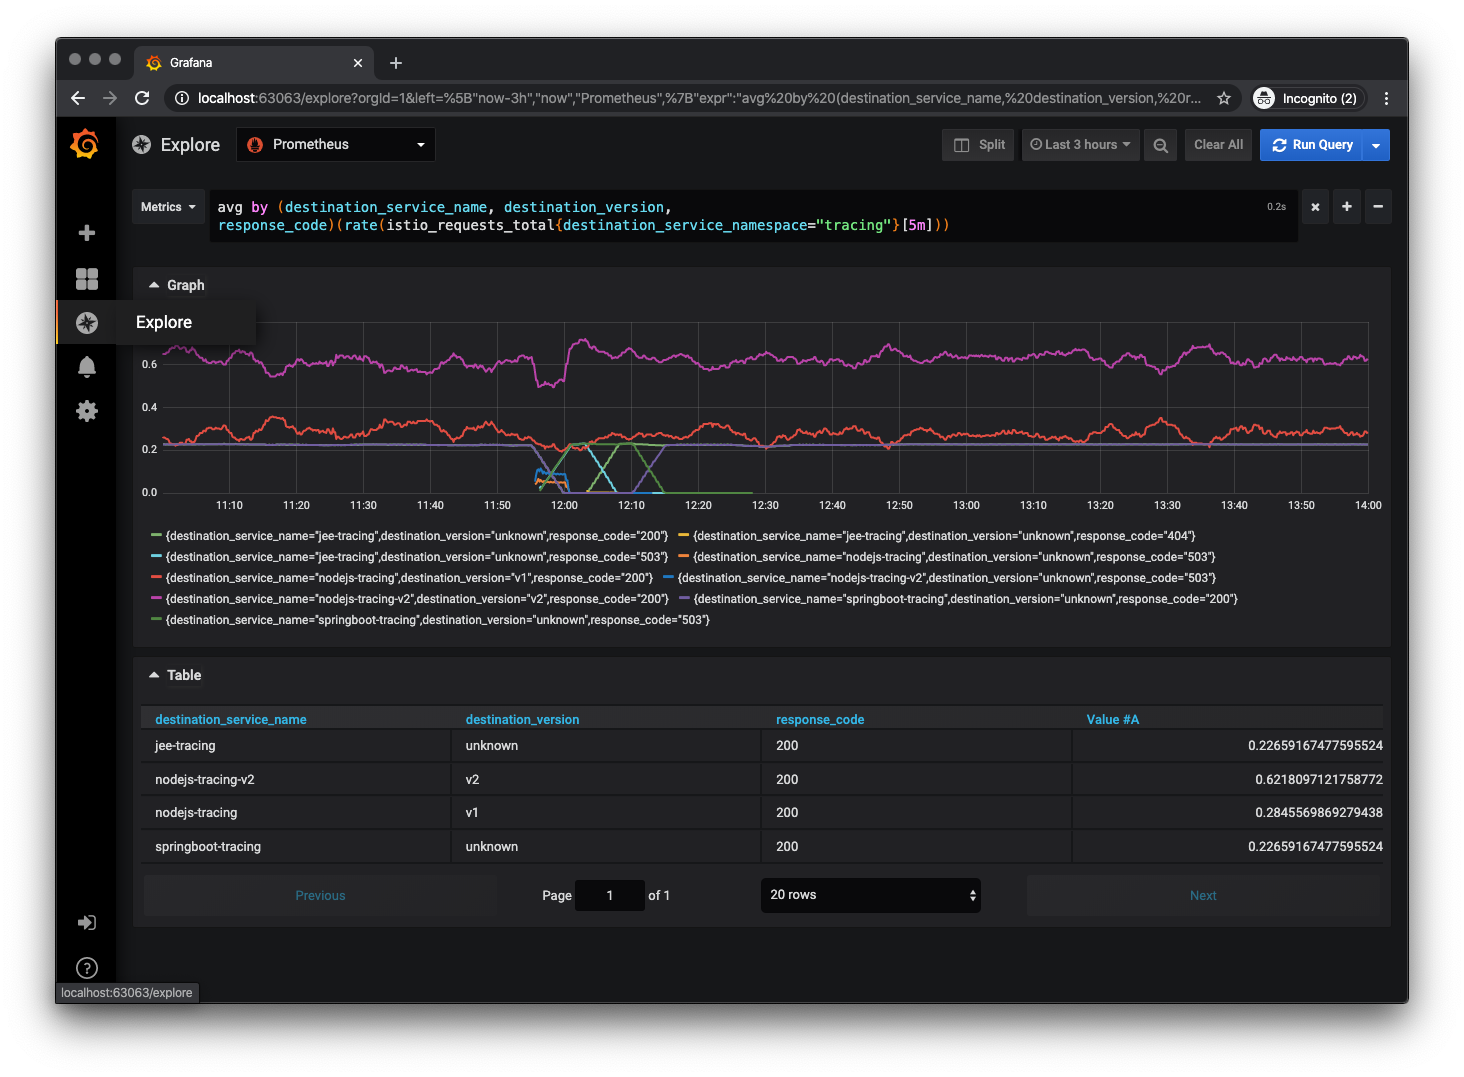 Grafana
localhost:63063/explore?orgId=1&left=%5B"now-3h","now","Prometheus",%7B"expr":"avg%20by%20(destination_service_name,%20destination_version,%20r...
Incognito (2)
Explore
Prometheus
Split
Last 3 hours
Clear All
Run Query
Metrics
avg by (destination_service_name, destination_version,
response_code)(rate(istio_requests_total{destination_service_namespace="tracing"}[5m]))
0.2s
Graph
Explore
0.6
0.4
0.2
0.0
11:10 11:20 11:30 11:40 11:50 12:00 12:10 12:20 12:30 12:40 12:50 13:00 13:10 13:20 13:30 13:40 13:50 14:00
{destination_service_name="jee-tracing",destination_version="unknown",response_code="200"} {destination_service_name="jee-tracing",destination_version="unknown",response_code="404"}
{destination_service_name="jee-tracing",destination_version="unknown",response_code="503"} {destination_service_name="nodejs-tracing",destination_version="unknown",response_code="503"}
{destination_service_name="nodejs-tracing",destination_version="v1",response_code="200"} {destination_service_name="nodejs-tracing-v2",destination_version="unknown",response_code="503"}
{destination_service_name="nodejs-tracing-v2",destination_version="v2",response_code="200"} {destination_service_name="springboot-tracing",destination_version="unknown",response_code="200"}
{destination_service_name="springboot-tracing",destination_version="unknown",response_code="503"}
Table
destination_service_name destination_version response_code Value #A
jee-tracing unknown 200 0.22659167477595524
nodejs-tracing-v2 v2 200 0.6218097121758772
nodejs-tracing v1 200 0.2845569869279438
springboot-tracing unknown 200 0.22659167477595524
Previous Page 1 of 1 20 rows Next
localhost:63063/explore